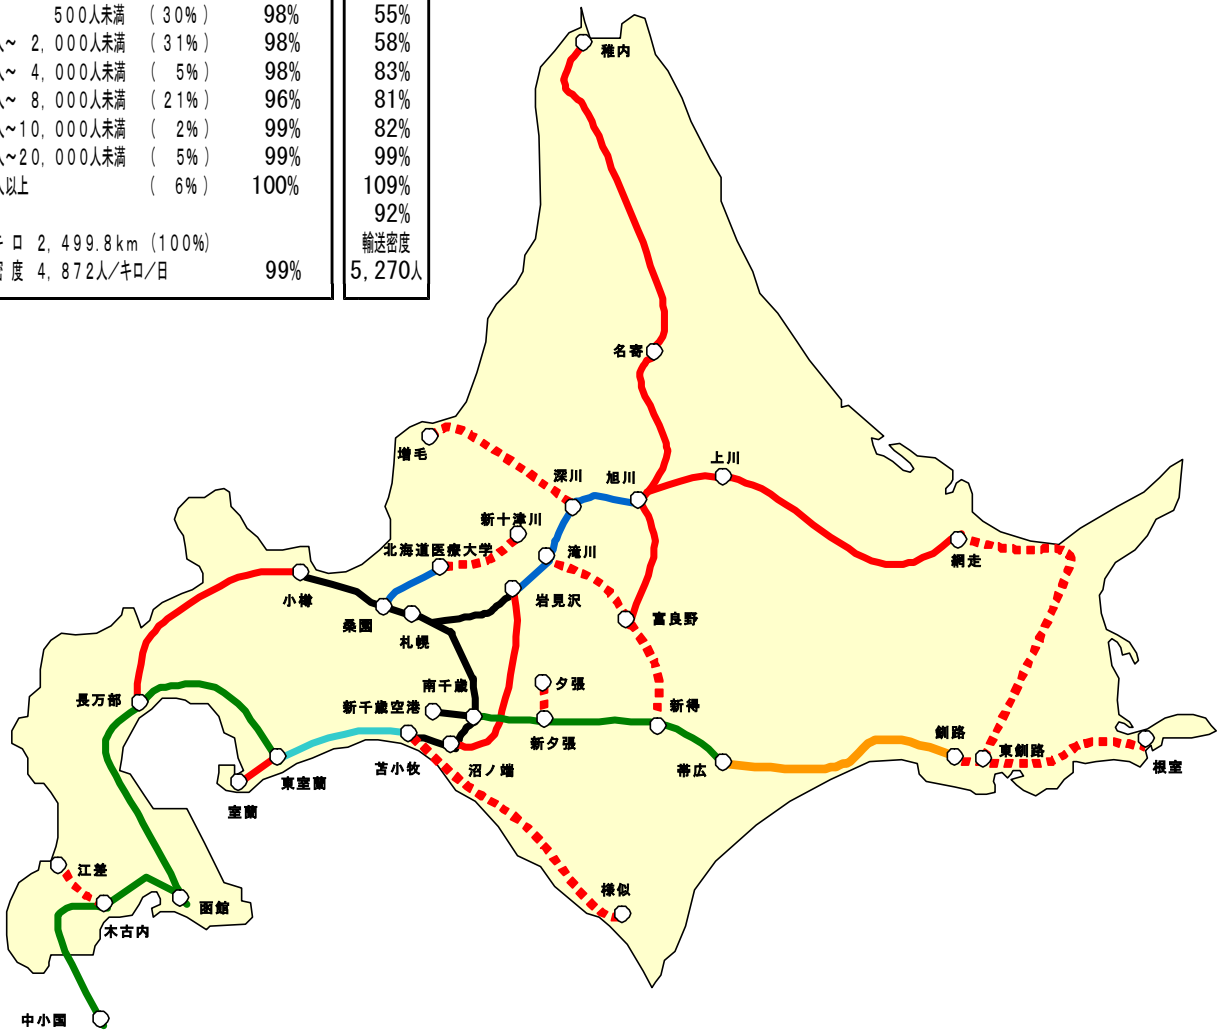 500人未満 (30%) 98% 55%
人~ 2,000人未満 (31%) 98% 58%
人~ 4,000人未満 ( 5%) 98% 83%
人~ 8,000人未満 (21%) 96% 81%
人~10,000人未満 ( 2%) 99% 82%
人~20,000人未満 ( 5%) 99% 99%
人以上 ( 6%) 100% 109%
92%
キロ 2,499.8km (100%) 輸送密度
密度 4,872人/キロ/日 99% 5,270人
稚内
名寄
増毛
深川
旭川
上川
新十津川
北海道医療大学
滝川
網走
小樽
桑園
札幌
岩見沢
富良野
長万部
南千歳
新千歳空港
夕張
新得
新夕張
釧路
東釧路
根室
帯広
沼ノ端
苫小牧
東室蘭
室蘭
様似
江差
函館
木古内
中小国